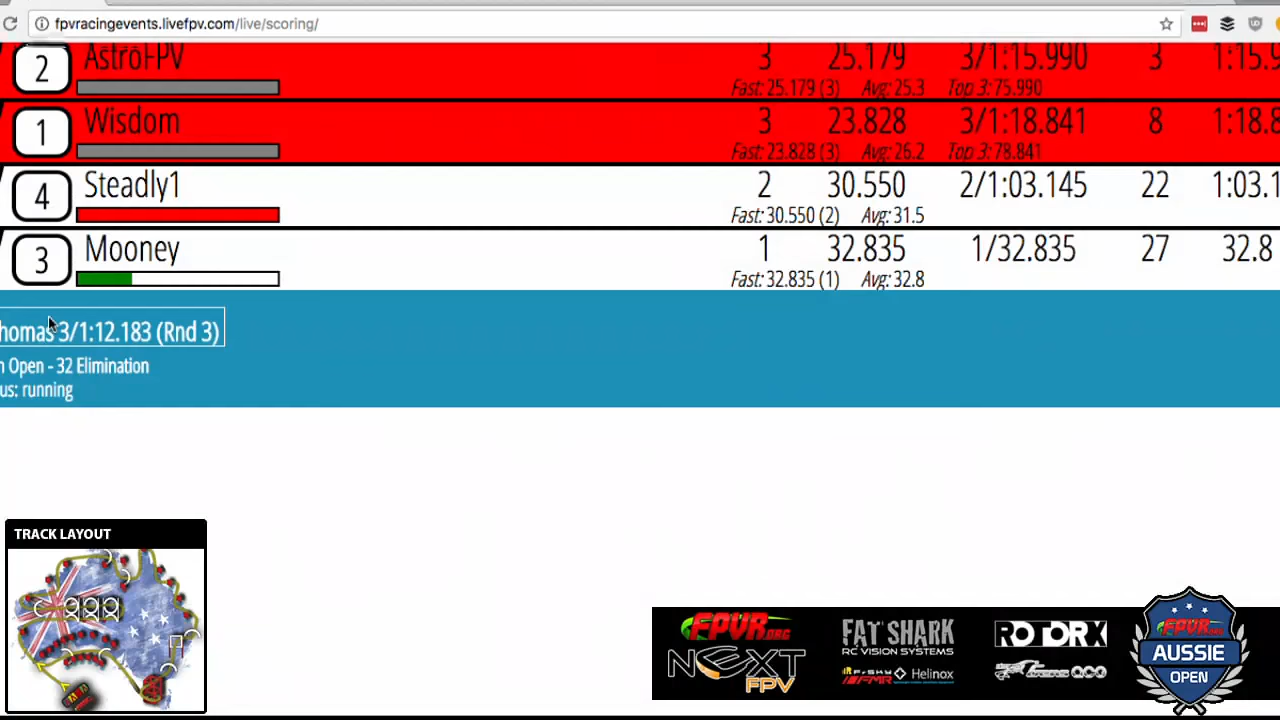 fpvracingevents.livefpv.com/live/scoring/
2 AstroFPV 3 25.179 3/1:15.990 3 1:15.9
Fast: 25.179 (3) Avg: 25.3 Top 3: 75.990
1 Wisdom 3 23.828 3/1:18.841 8 1:18.8
Fast: 23.828 (3) Avg: 26.2 Top 3: 78.841
4 Steadly1 2 30.550 2/1:03.145 22 1:03.1
Fast: 30.550 (2) Avg: 31.5
3 Mooney 1 32.835 1/32.835 27 32.8
Fast: 32.835 (1) Avg: 32.8
homas 3/1:12.183 (Rnd 3)
n Open - 32 Elimination
us: running
TRACK LAYOUT
FPVR.ORG
NEXT
FPV
FAT SHARK
RC VISION SYSTEMS
Helinox
ROTORX
FPVR.ORG
AUSSIE
OPEN